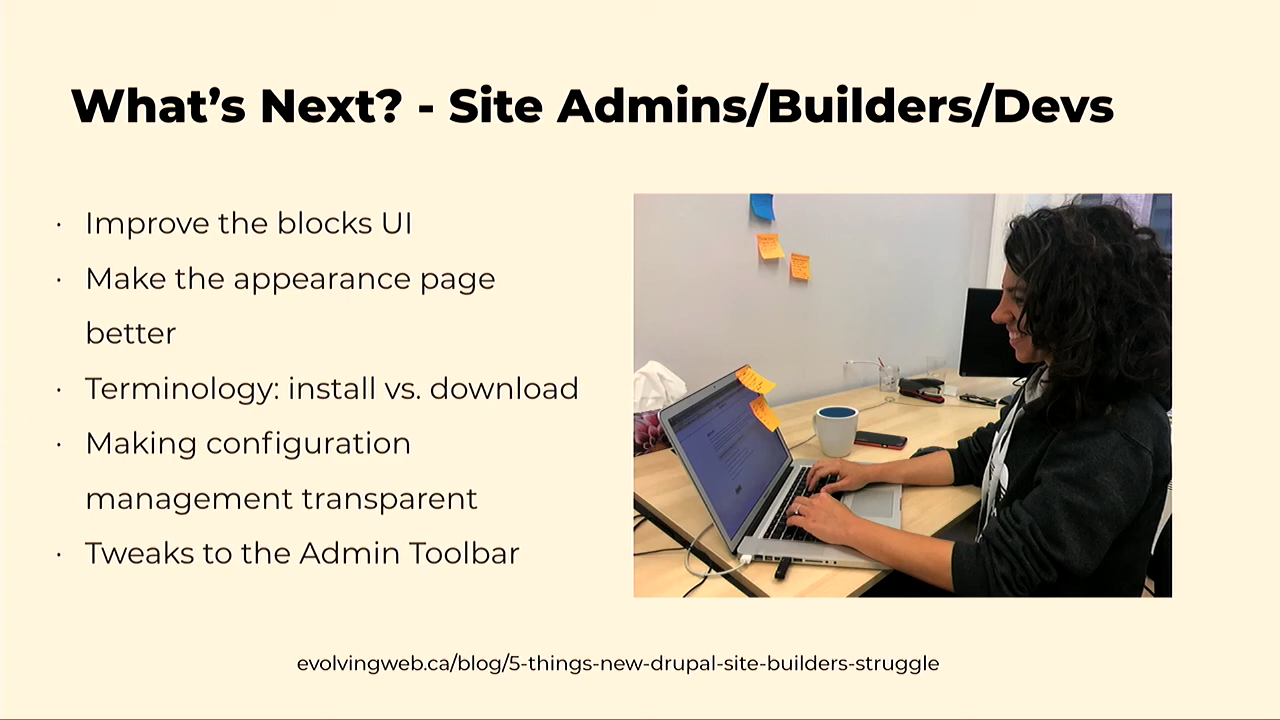 What’s Next? - Site Admins/Builders/Devs
· Improve the blocks UI
· Make the appearance page
better
· Terminology: install vs. download
· Making configuration
management transparent
· Tweaks to the Admin Toolbar
evolvingweb.ca/blog/5-things-new-drupal-site-builders-struggle